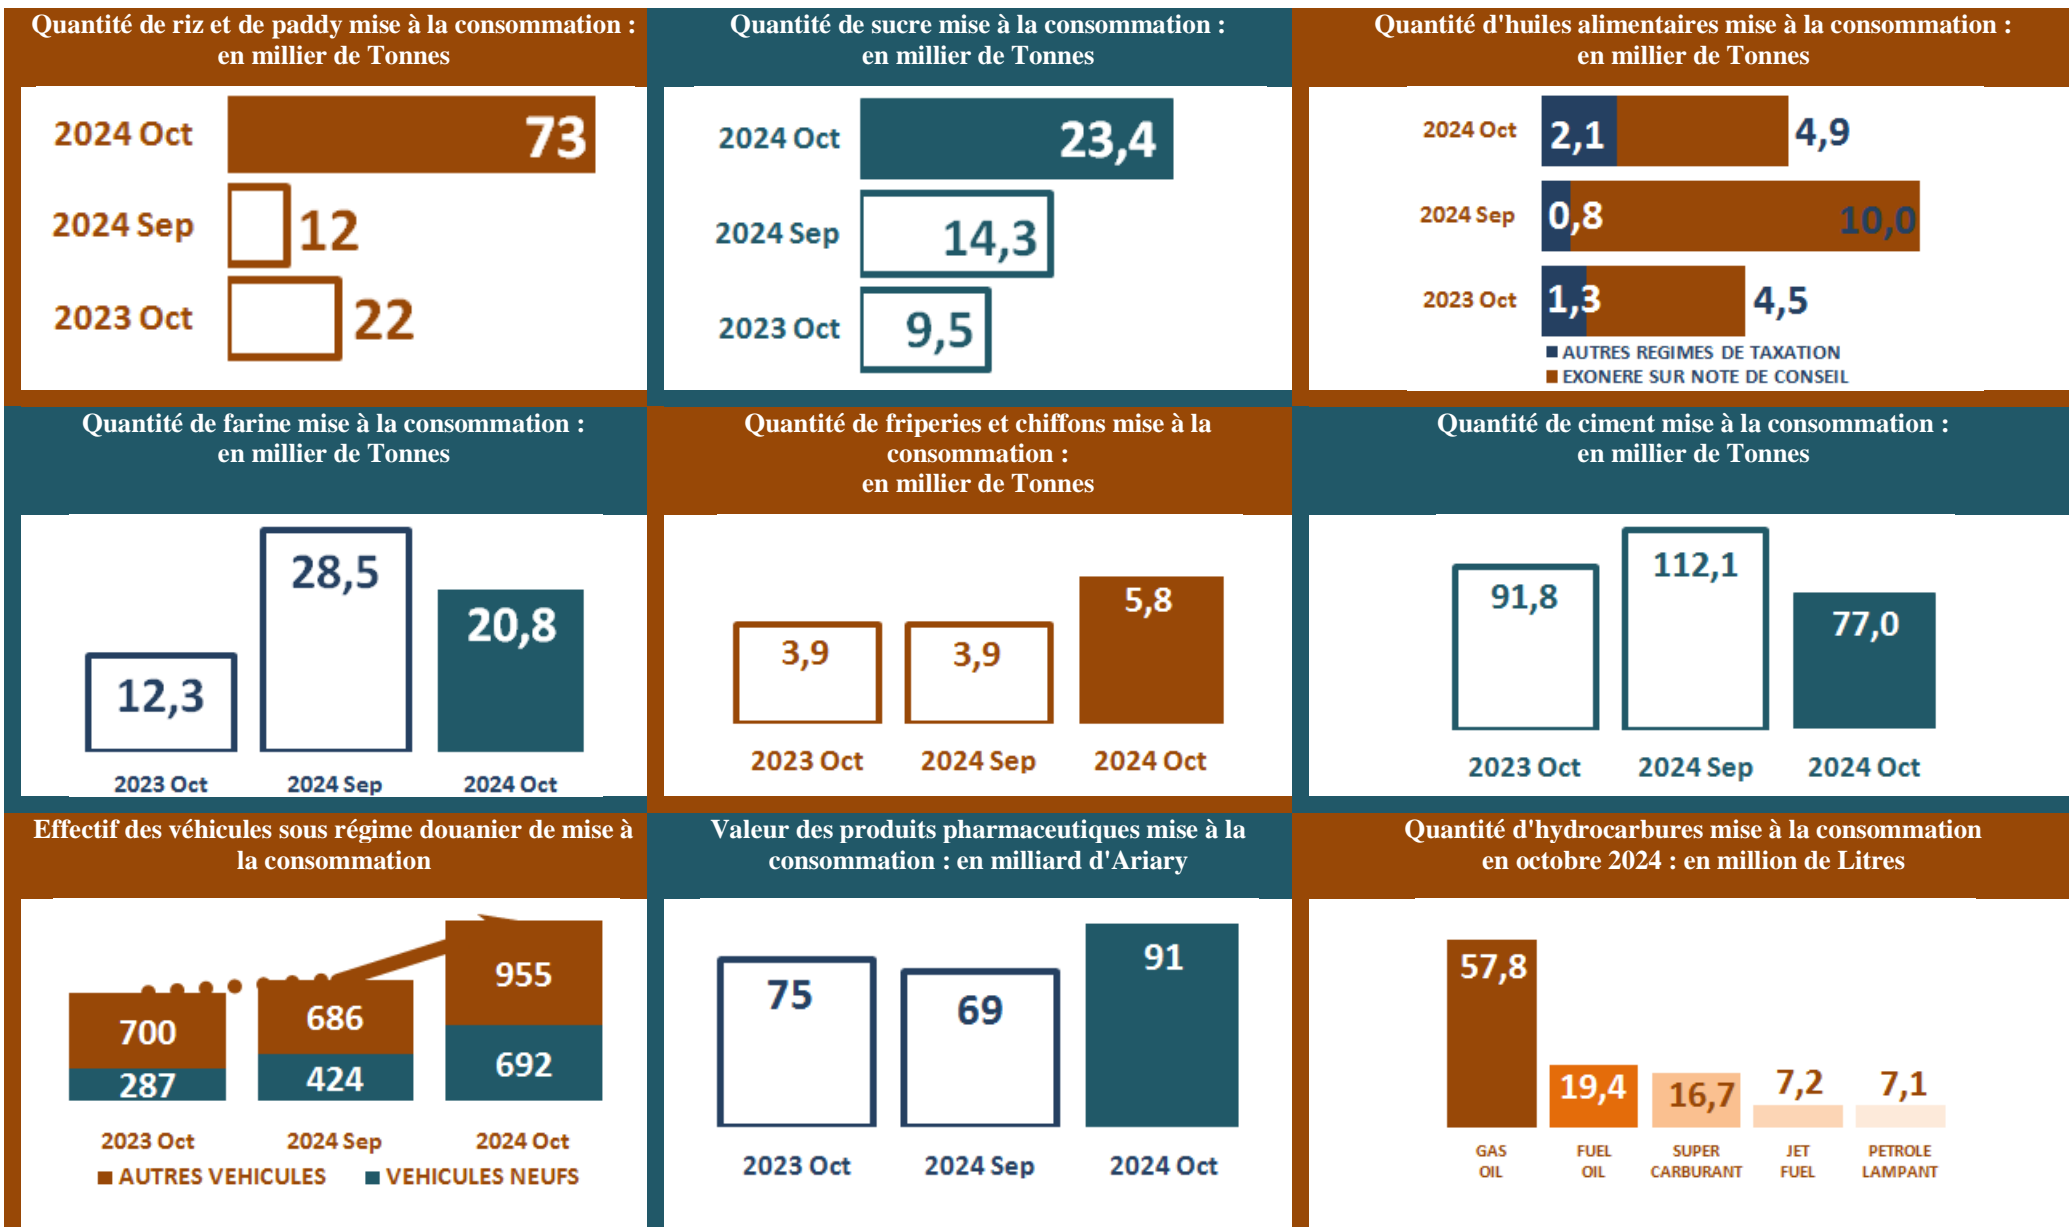 Quantité de riz et de paddy mise à la consommation :
en millier de Tonnes
2024 Oct
73
2024 Sep
12
2023 Oct
22
Quantité de sucre mise à la consommation :
en millier de Tonnes
2024 Oct
23,4
2024 Sep
14,3
2023 Oct
9,5
Quantité d'huiles alimentaires mise à la consommation :
en millier de Tonnes
2024 Oct
2,1
4,9
2024 Sep
0,8
10,0
2023 Oct
1,3
4,5
AUTRES REGIMES DE TAXATION
EXONERE SUR NOTE DE CONSEIL
Quantité de farine mise à la consommation :
en millier de Tonnes
12,3
28,5
20,8
2023 Oct
2024 Sep
2024 Oct
Quantité de friperies et chiffons mise à la
consommation :
en millier de Tonnes
3,9
3,9
5,8
2023 Oct
2024 Sep
2024 Oct
Quantité de ciment mise à la consommation :
en millier de Tonnes
91,8
112,1
77,0
2023 Oct
2024 Sep
2024 Oct
Effectif des véhicules sous régime douanier de mise à
la consommation
700
686
955
287
424
692
2023 Oct
2024 Sep
2024 Oct
AUTRES VEHICULES
VEHICULES NEUFS
Valeur des produits pharmaceutiques mise à la
consommation : en milliard d'Ariary
75
69
91
2023 Oct
2024 Sep
2024 Oct
Quantité d'hydrocarbures mise à la consommation
en octobre 2024 : en million de Litres
57,8
19,4
16,7
7,2
7,1
GAS
OIL
FUEL
OIL
SUPER
CARBURANT
JET
FUEL
PETROLE
LAMPANT